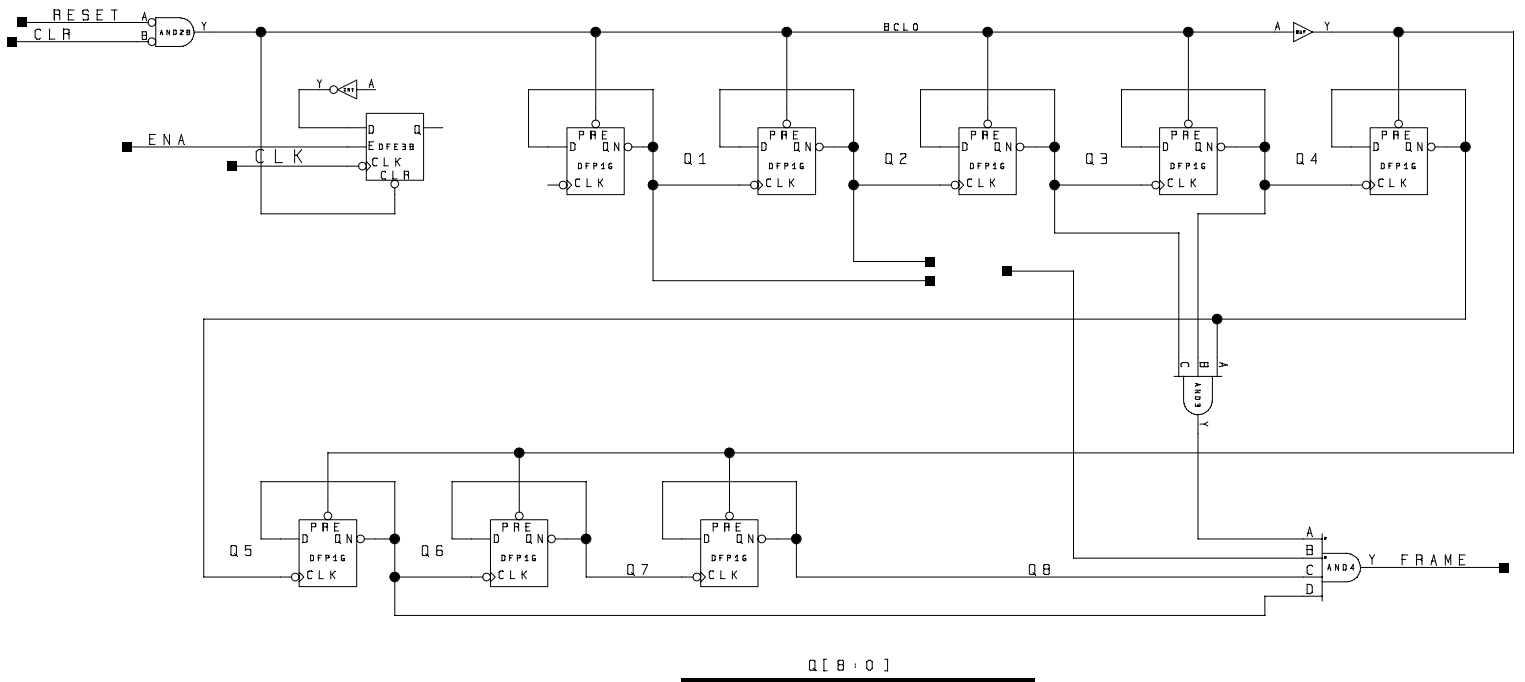 RESET A
AND2B Y
CLR B
BCLO
A BUF Y
Y INV A
D Q
ENA
E DFE3B
CLK
CLK
CLR
PRE PRE PRE PRE PRE
D QN D QN D QN D QN D QN
Q1 Q2 Q3 Q4
DFP1G DFP1G DFP1G DFP1G DFP1G
CLK CLK CLK CLK CLK
C B A
AND3
Y
PRE PRE PRE
D QN D QN D QN
Q5 Q6
DFP1G DFP1G DFP1G
CLK CLK CLK
Q7 Q8
A
B
C
D
AND4 Y FRAME
Q[8:0]